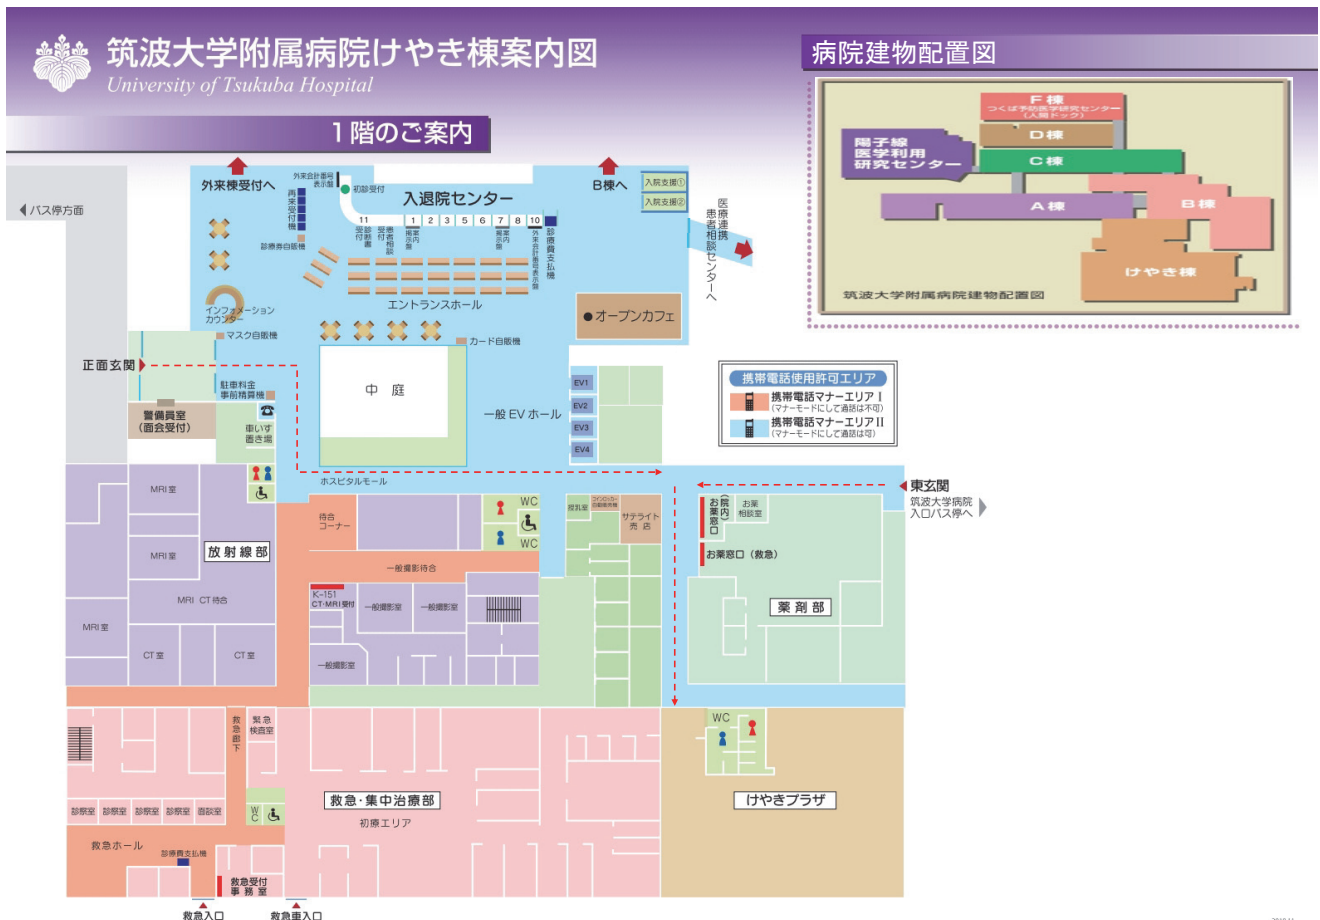 筑波大学附属病院けやき棟案内図
University of Tsukuba Hospital
1階のご案内
病院建物配置図
F棟
つくば予防医学研究センター
(人間ドック)
D棟
陽子線
医学利用
研究センター
C棟
A棟
B棟
けやき棟
筑波大学附属病院建物配置図
バス停方面
外来棟受付へ
外来会計番号
表示盤
初診受付
入退院センター
B棟へ
入院支援①
入院支援②
再来受付機
診療券自販機
11
診断書
受付
患者相談
受付
1
2
3
5
6
7
8
10
案内
掲示盤
案内
掲示盤
外来会計番号表示盤
診療費支払機
医療連携
患者相談センターへ
エントランスホール
インフォメーション
カウンター
マスク自販機
オープンカフェ
カード自販機
正面玄関
駐車料金
事前精算機
中庭
一般EVホール
EV1
EV2
EV3
EV4
警備員室
(面会受付)
車いす
置き場
携帯電話使用許可エリア
携帯電話マナーエリアI
(マナーモードにして通話は不可)
携帯電話マナーエリアII
(マナーモードにして通話は可)
ホスピタルモール
東玄関
筑波大学病院
入口バス停へ
MRI室
待合
コーナー
WC
WC
授乳室
サテライト
売店
お薬窓口
(院内)
お薬
相談室
お薬窓口(救急)
MRI室
放射線部
一般撮影待合
K-151
CT・MRI受付
一般撮影室
一般撮影室
MRI CT待合
薬剤部
MRI室
CT室
CT室
一般撮影室
救急廊下
緊急
検査室
WC
診察室
診察室
診察室
診察室
面談室
WC
救急・集中治療部
初療エリア
けやきプラザ
救急ホール
診療費支払機
救急受付
事務室
救急入口
救急車入口